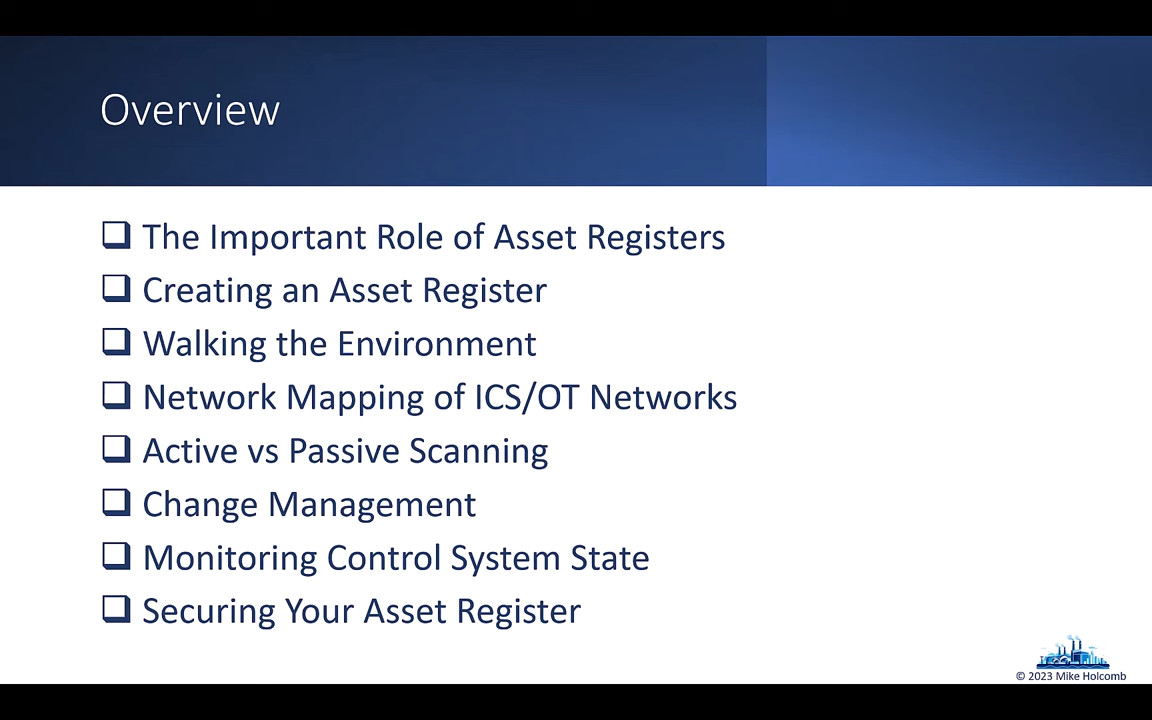 Overview
The Important Role of Asset Registers
Creating an Asset Register
Walking the Environment
Network Mapping of ICS/OT Networks
Active vs Passive Scanning
Change Management
Monitoring Control System State
Securing Your Asset Register
© 2023 Mike Holcomb